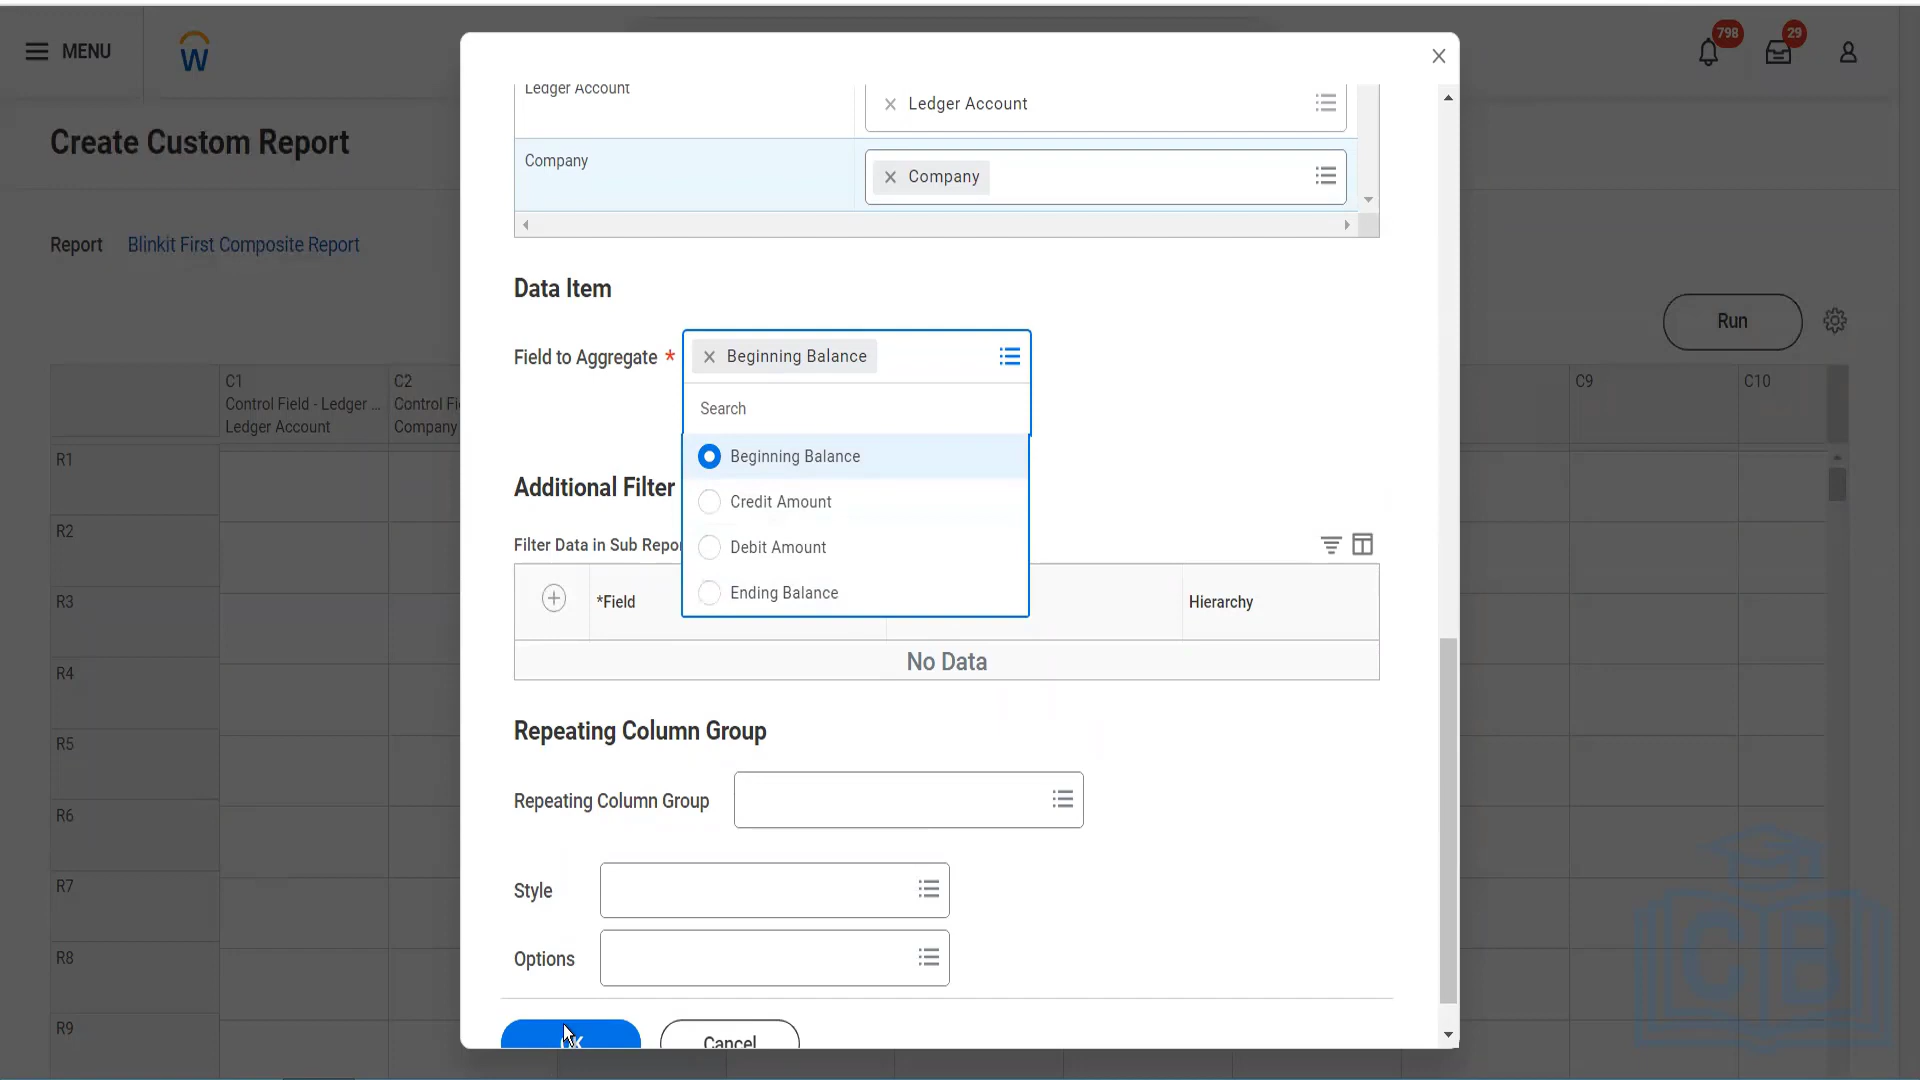 MENU
W
798
29
Create Custom Report
Report Blinkit First Composite Report
Run
C1
Control Field - Ledger ...
Ledger Account
C2
Company
C9
C10
R1
R2
R3
R4
R5
R6
R7
R8
R9
Ledger Account
Ledger Account
Company
Company
Data Item
Field to Aggregate *
Beginning Balance
Search
Beginning Balance
Credit Amount
Debit Amount
Ending Balance
Additional Filter
Filter Data in Sub
*Field
Hierarchy
No Data
Repeating Column Group
Repeating Column Group
Style
Options
OK
Cancel
CB